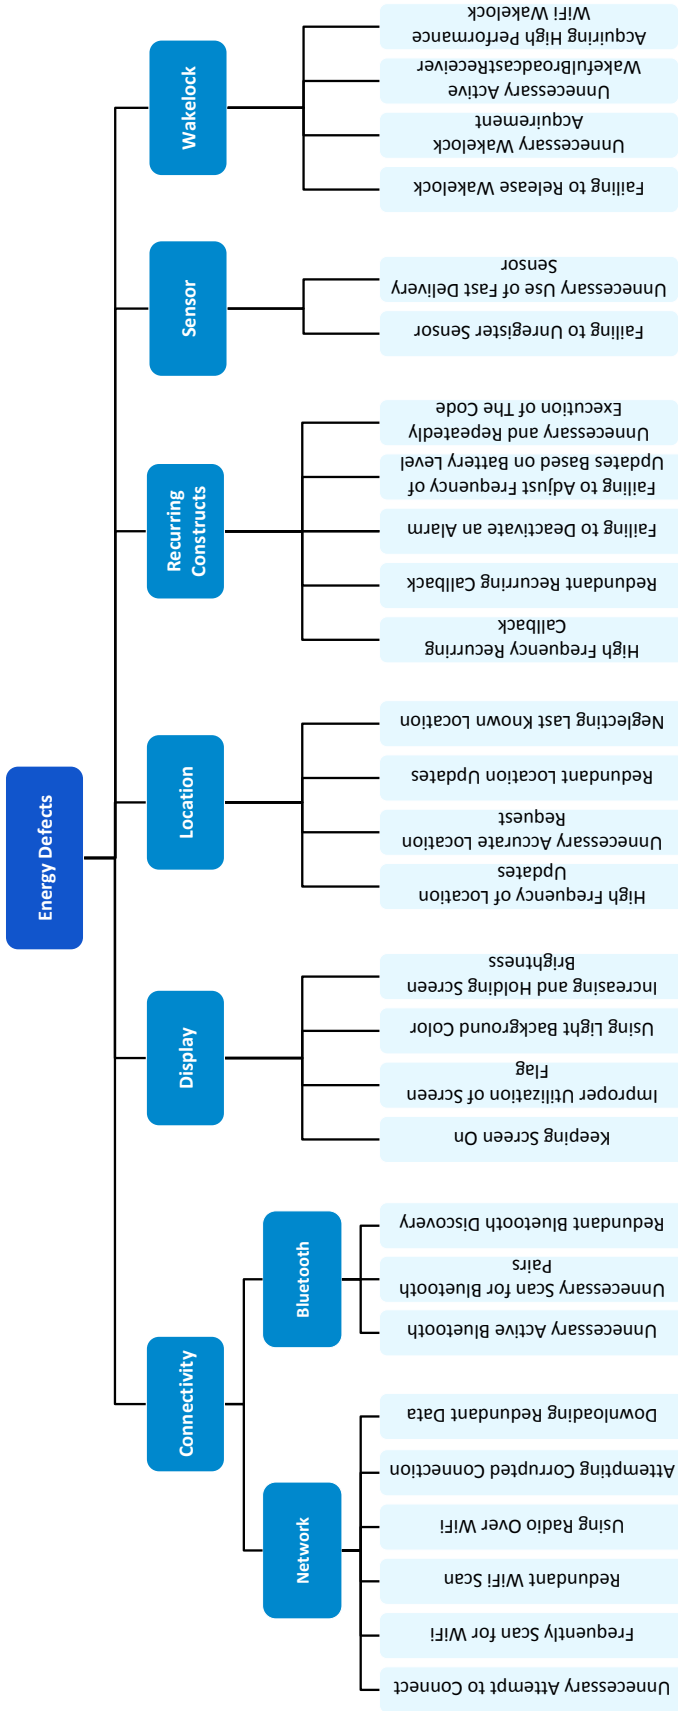 Energy Defects
Wakelock
Acquiring High Performance
WiFi Wakelock
Unnecessary Active
WakefulBroadcastReceiver
Unnecessary Wakelock
Acquirement
Failing to Release Wakelock
Sensor
Unnecessary Use of Fast Delivery
Sensor
Failing to Unregister Sensor
Recurring
Constructs
Unnecessary and Repeatedly
Execution of The Code
Failing to Adjust Frequency of
Updates Based on Battery Level
Failing to Deactivate an Alarm
Redundant Recurring Callback
High Frequency Recurring
Callback
Location
Neglecting Last Known Location
Redundant Location Updates
Unnecessary Accurate Location
Request
High Frequency of Location
Updates
Display
Increasing and Holding Screen
Brightness
Using Light Background Color
Improper Utilization of Screen
Flag
Keeping Screen On
Connectivity
Bluetooth
Redundant Bluetooth Discovery
Unnecessary Scan for Bluetooth
Pairs
Unnecessary Active Bluetooth
Network
Downloading Redundant Data
Attempting Corrupted Connection
Using Radio Over WiFi
Redundant WiFi Scan
Frequently Scan for WiFi
Unnecessary Attempt to Connect